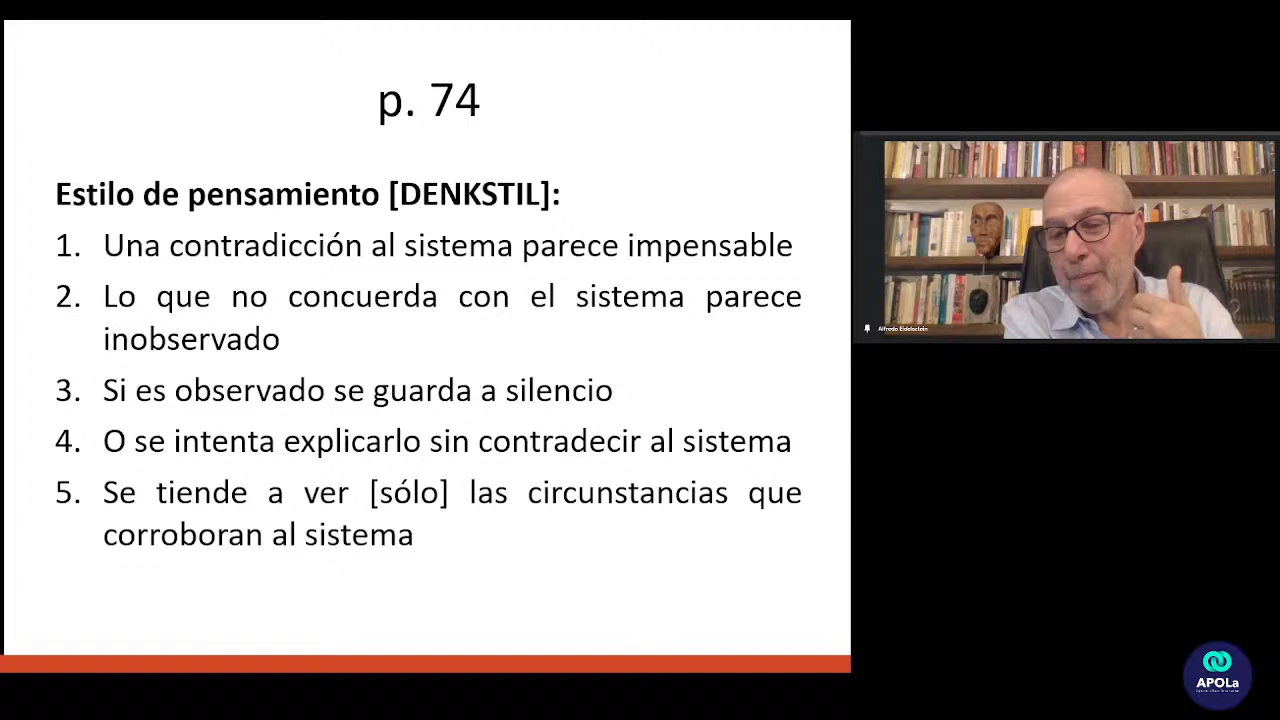 p. 74
Estilo de pensamiento [DENKSTIL]:
1. Una contradicción al sistema parece impensable
2. Lo que no concuerda con el sistema parece
inobservado
3. Si es observado se guarda a silencio
4. O se intenta explicarlo sin contradecir al sistema
5. Se tiende a ver [sólo] las circunstancias que
corroboran al sistema
Alfredo Eidelsztein
APOLa